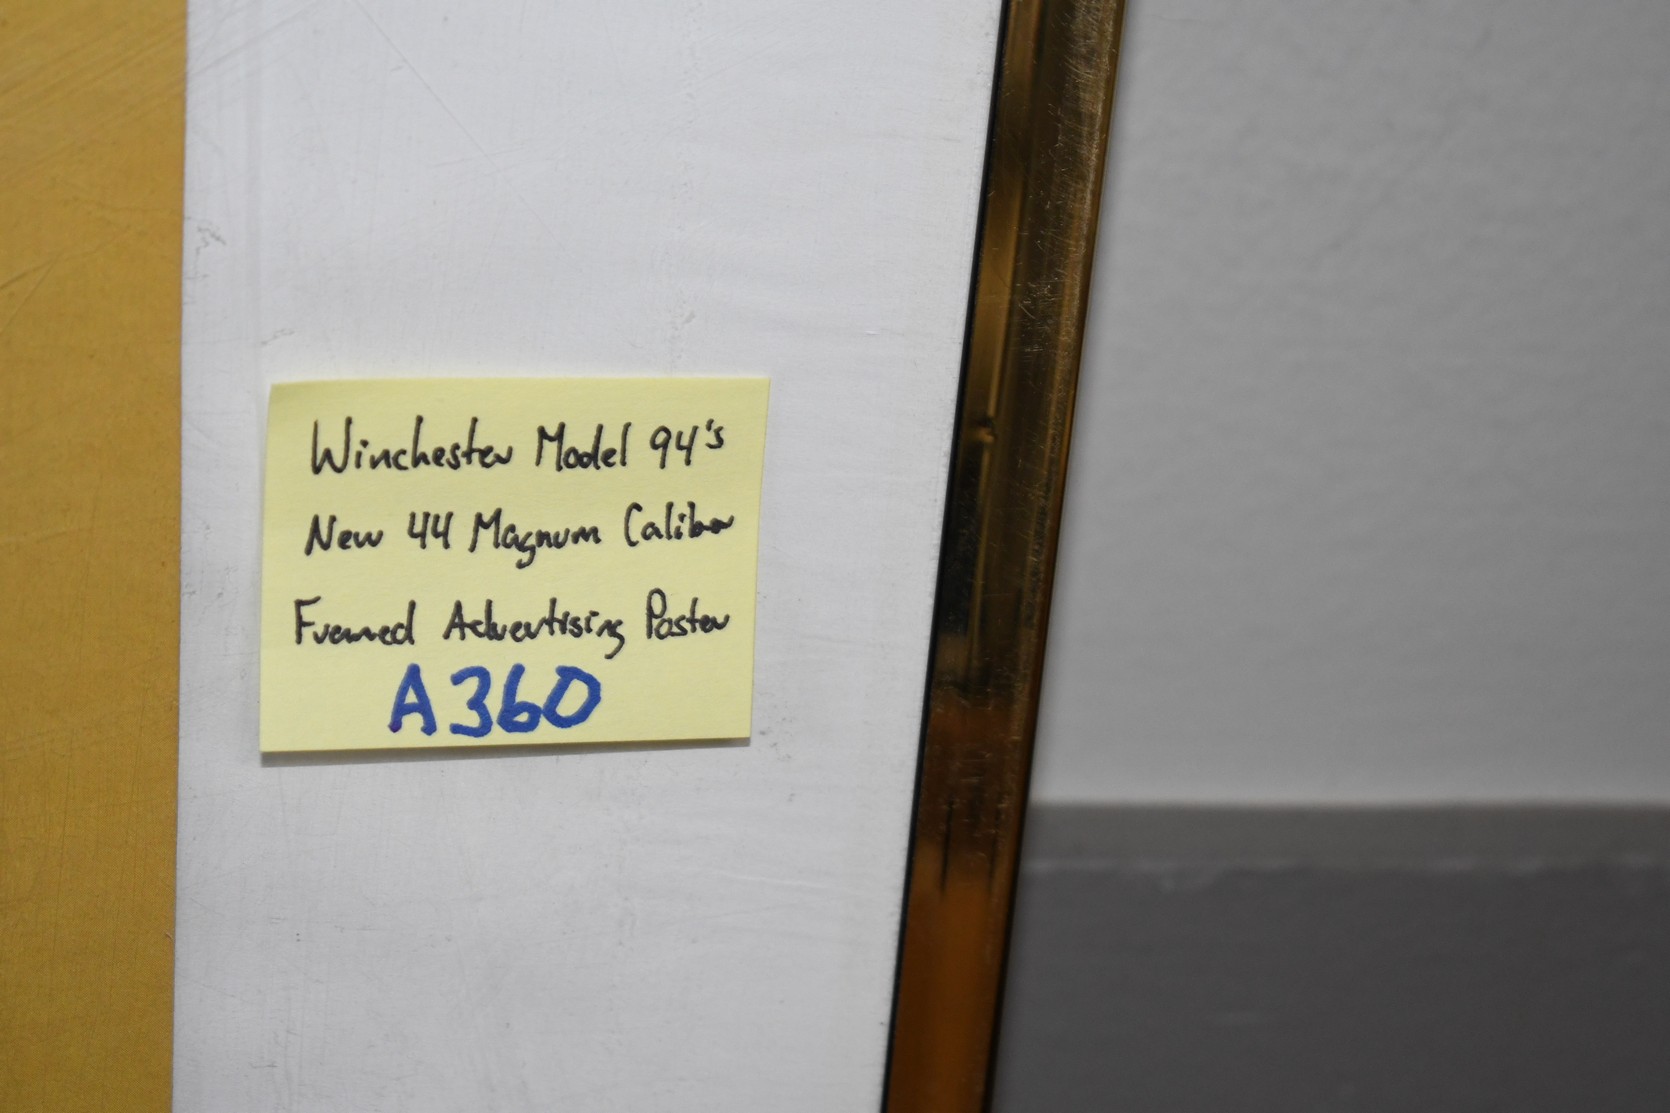 Winchester Model 94's
New 44 Magnum Caliber
Framed Advertising Poster
A360